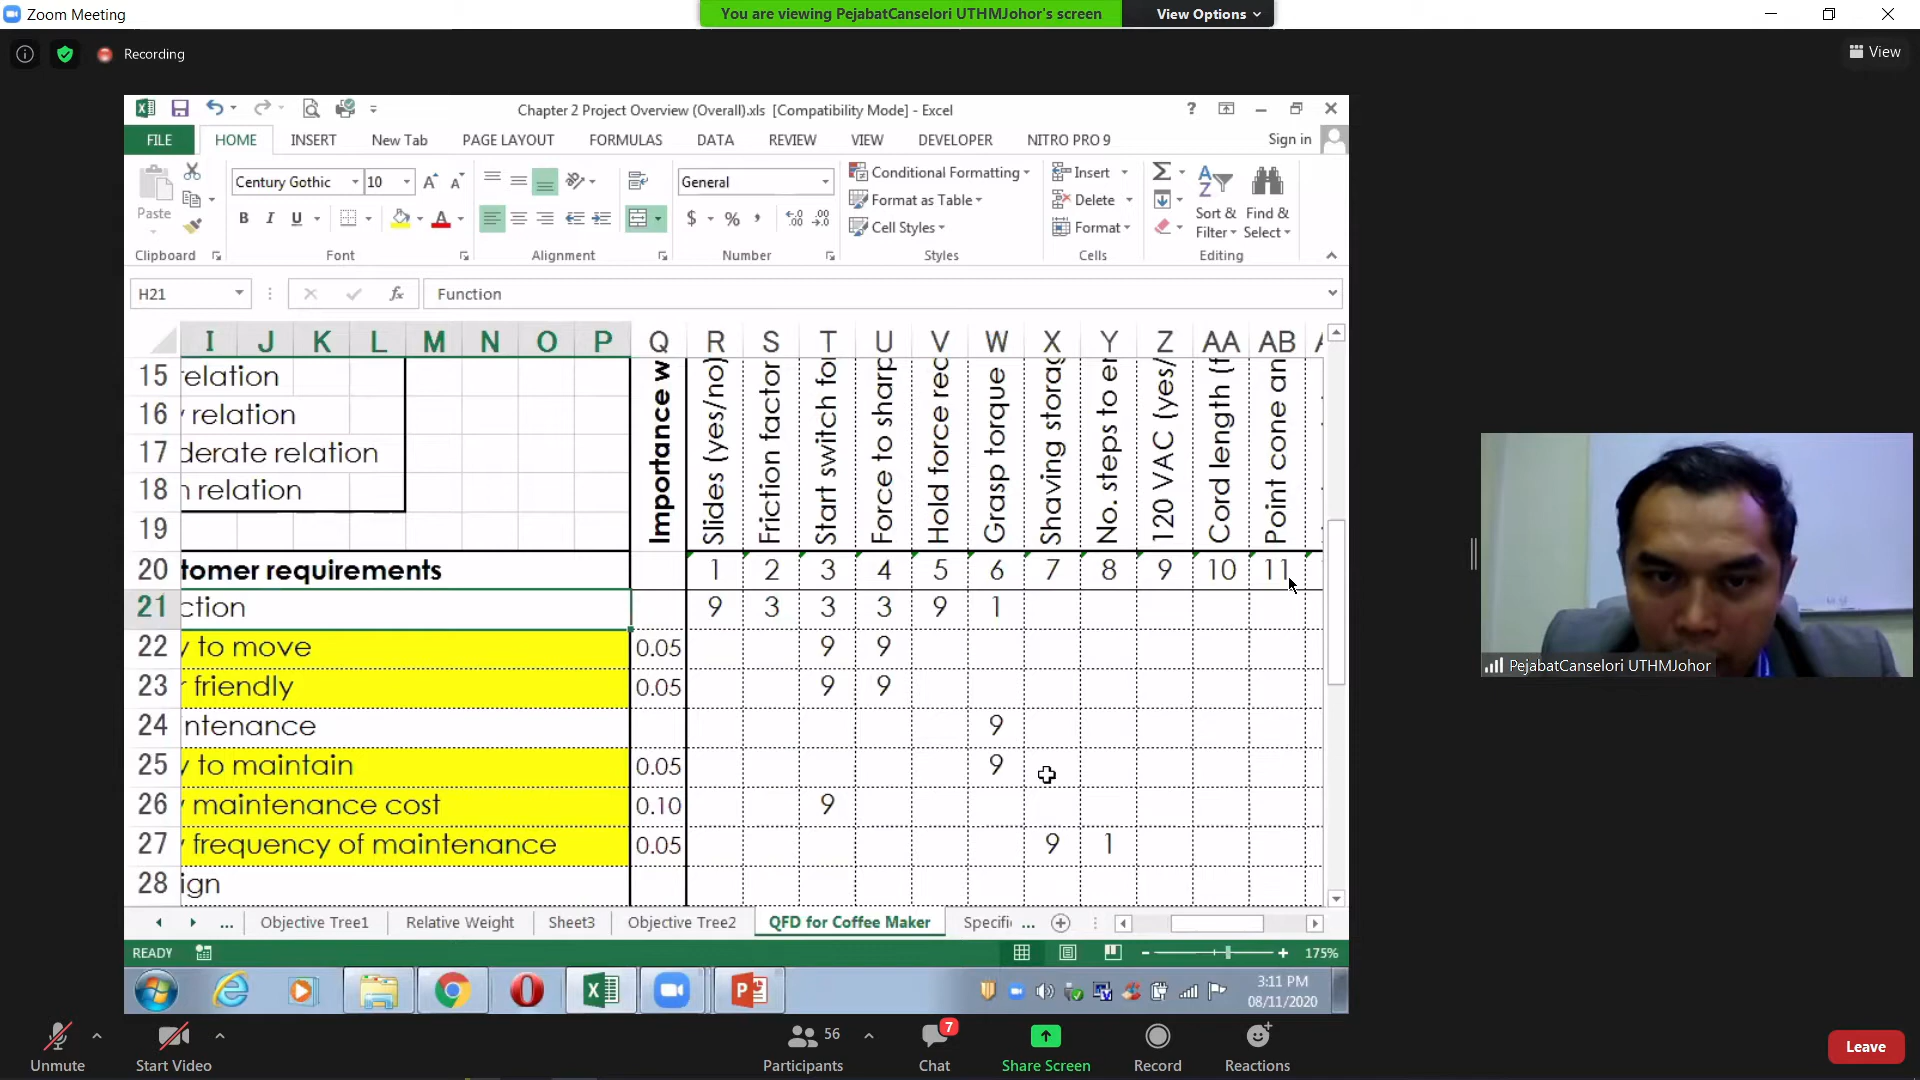 Zoom Meeting
You are viewing PejabatCanselori UTHMJohor's screen
View Options
Recording
View
Chapter 2 Project Overview (Overall).xls [Compatibility Mode] - Excel
FILE HOME INSERT New Tab PAGE LAYOUT FORMULAS DATA REVIEW VIEW DEVELOPER NITRO PRO 9 Sign in
Century Gothic 10 General Conditional Formatting Insert
Paste Format as Table Delete Sort & Find &
B I U A $ % , Cell Styles Format Filter Select
Clipboard Font Alignment Number Styles Cells Editing
H21 fx Function
I J K L M N O P Q R S T U V W X Y Z AA AB
Importance w
Slides (yes/no)
Friction factor
Start switch fo
Force to sharp
Hold force rec
Grasp torque
Shaving storag
No. steps to e
120 VAC (yes/
Cord length (f
Point cone an
15 relation
16 relation
17 derate relation
18 relation
19
20 tomer requirements 1 2 3 4 5 6 7 8 9 10 11
21 ction 9 3 3 3 9 1
22 y to move 0.05 9 9
23 r friendly 0.05 9 9
24 ntenance 9
25 y to maintain 0.05 9
26 maintenance cost 0.10 9
27 frequency of maintenance 0.05 9 1
28 ign
... Objective Tree1 Relative Weight Sheet3 Objective Tree2 QFD for Coffee Maker Specifi ...
READY 175%
3:11 PM
08/11/2020
PejabatCanselori UTHMJohor
Unmute Start Video Participants 56 Chat 7 Share Screen Record Reactions Leave